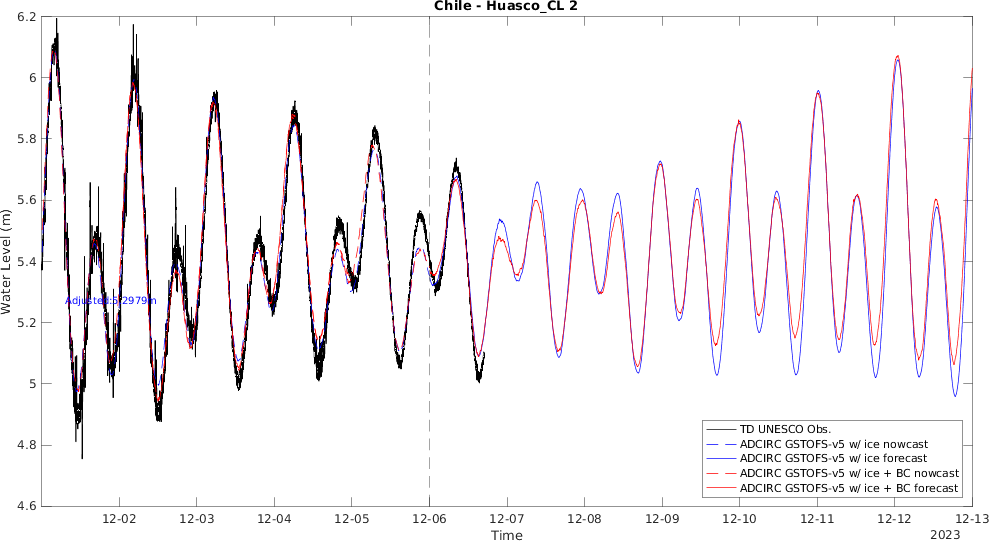 Chile - Huasco_CL 2
6.2
6
5.8
5.6
5.4
5.2
5
4.8
4.6
Water Level (m)
Adjusted:5.2979m
TD UNESCO Obs.
ADCIRC GSTOFS-v5 w/ ice nowcast
ADCIRC GSTOFS-v5 w/ ice forecast
ADCIRC GSTOFS-v5 w/ ice + BC nowcast
ADCIRC GSTOFS-v5 w/ ice + BC forecast
12-02 12-03 12-04 12-05 12-06 12-07 12-08 12-09 12-10 12-11 12-12 12-13
Time
2023